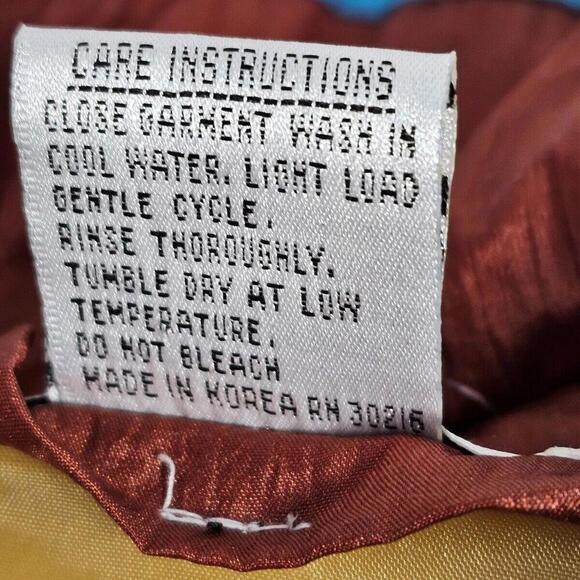 CARE INSTRUCTIONS
CLOSE GARMENT WASH IN
COOL WATER. LIGHT LOAD
GENTLE CYCLE.
RINSE THOROUGHLY.
TUMBLE DRY AT LOW
TEMPERATURE.
DO NOT BLEACH
MADE IN KOREA RN 30216